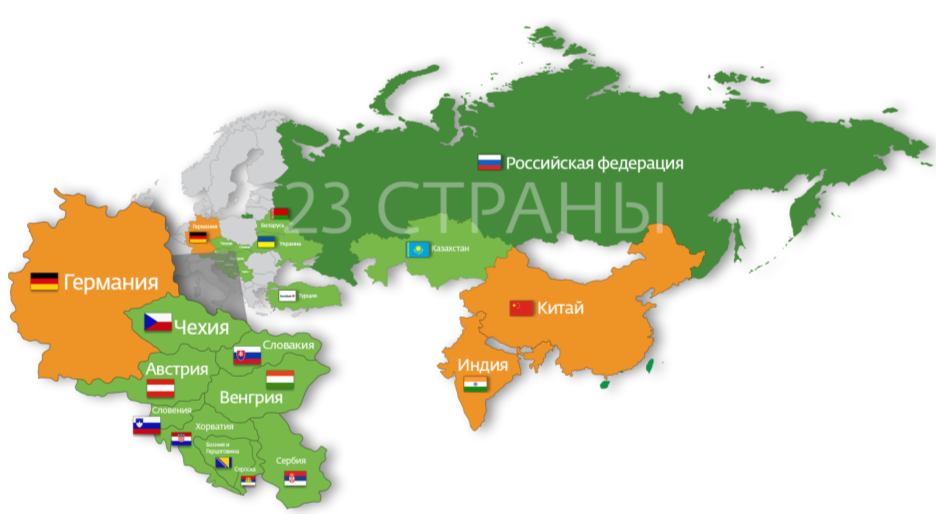 23 СТРАНЫ
Российская федерация
Германия
Беларусь
Украина
Казахстан
Турция
Германия
Китай
Чехия
Словакия
Австрия
Венгрия
Индия
Словения
Хорватия
Босния и
Герцоговина
Сербия